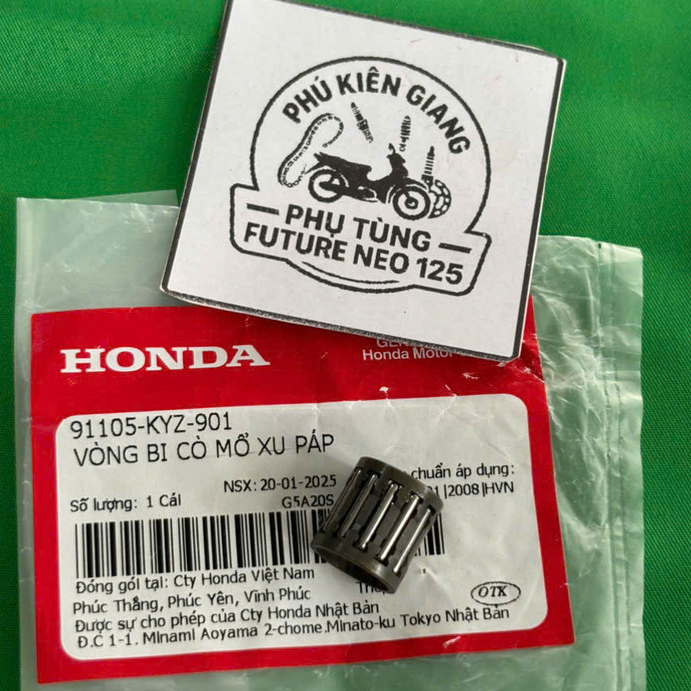 PHÚ KIÊN GIANG
PHỤ TÙNG
FUTURE NEO 125
HONDA
Honda Motor
91105-KYZ-901
VÒNG BI CÒ MỔ XU PÁP
chuẩn áp dụng:
NSX: 20-01-2025
|2008|HVN
Số lượng: 1 Cái
G5A20S
Đóng gói tại: Cty Honda Việt Nam
Phúc Thắng, Phúc Yên, Vĩnh Phúc
Được sự cho phép của Cty Honda Nhật Bản
Đ.C 1-1. Minami Aoyama 2-chome.Minato-ku Tokyo Nhật Bản
OTK